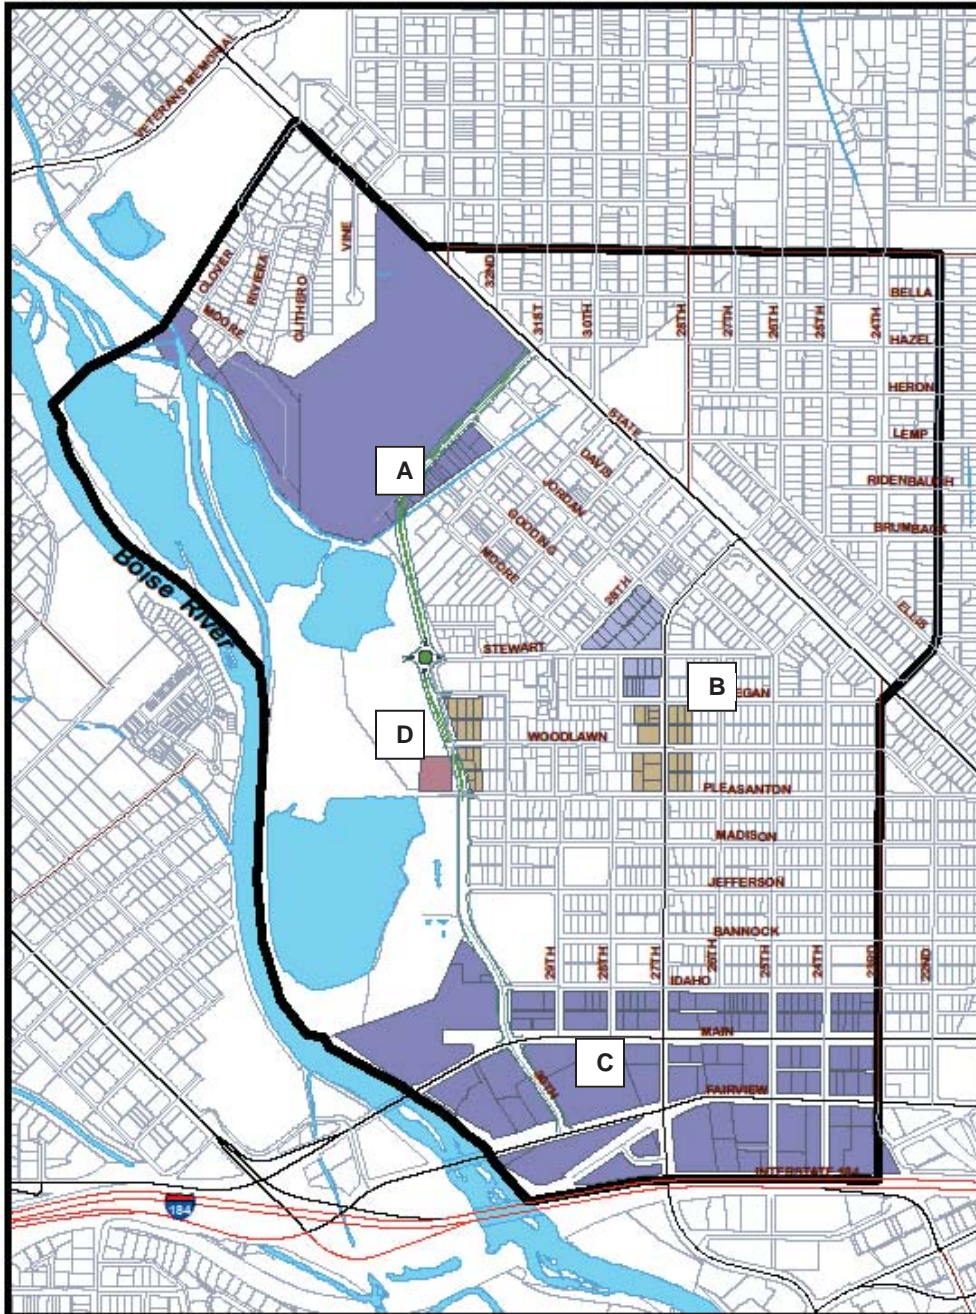 VETERANS MEMORIAL
CLOVER
RIVIERA
MOORE
CLITHERO
VINE
32ND
31ST
30TH
28TH
27TH
26TH
25TH
24TH
BELLA
HAZEL
HERON
LEMP
RIDENBAUGH
BRUMBACK
ELLIS
STATE
A
DAVIS
JORDAN
GOODING
MOORE
28TH
Boise River
STEWART
B
EGAN
D
WOODLAWN
PLEASANTON
MADISON
JEFFERSON
BANNOCK
29TH
28TH
27TH
26TH
25TH
24TH
23RD
22ND
IDAHO
MAIN
C
30TH
FAIRVIEW
INTERSTATE 184
184